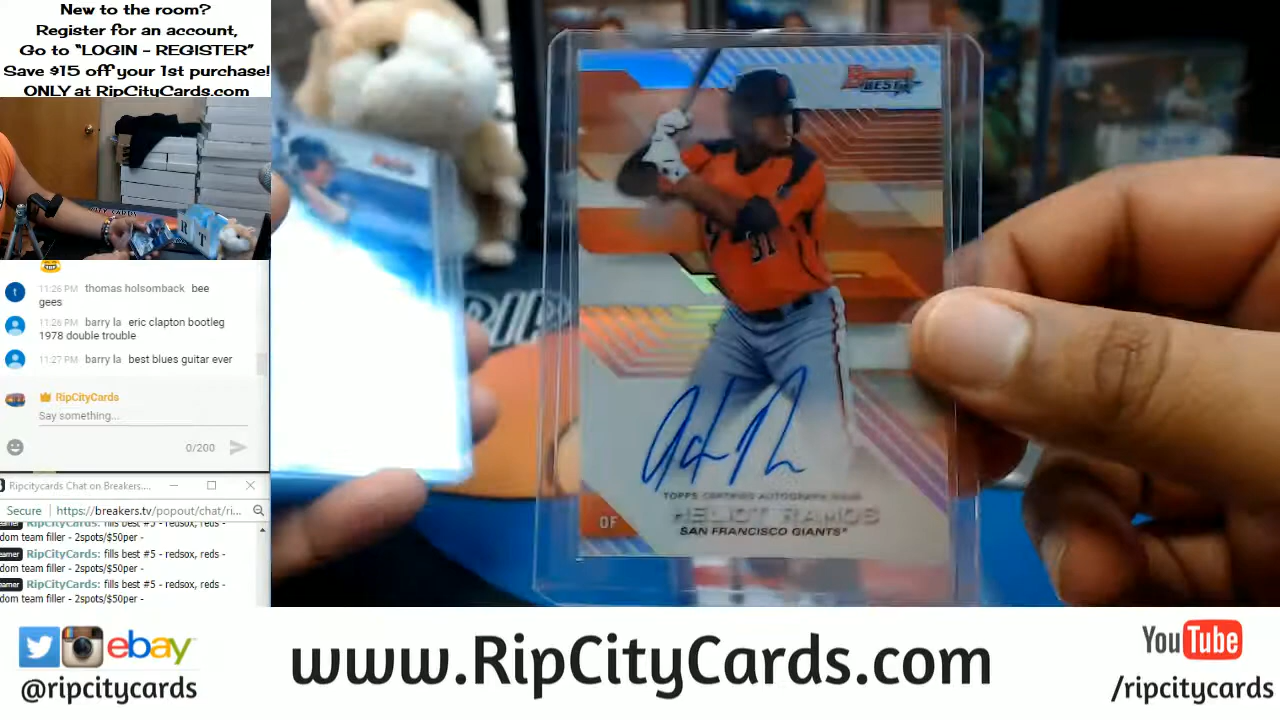 New to the room?
Register for an account,
Go to “LOGIN - REGISTER”
Save $15 off your 1st purchase!
ONLY at RipCityCards.com
R T
11:26 PM thomas holsomback bee
gees
11:26 PM barry la eric clapton bootleg
1978 double trouble
11:27 PM barry la best blues guitar ever
RipCityCards
Say something...
0/200
Ripcitycards Chat on Breakers....
Secure https://breakers.tv/popout/chat/ri...
RipCityCards: fills best #5 - redsox, reds -
dom team filler - 2spots/$50per -
eamer RipCityCards: fills best #5 - redsox, reds -
dom team filler - 2spots/$50per -
eamer RipCityCards: fills best #5 - redsox, reds -
dom team filler - 2spots/$50per -
RIP
BOWMAN'S
BEST
31
TOPPS CERTIFIED AUTOGRAPH ISSUE
HELIOT RAMOS
OF
SAN FRANCISCO GIANTS
ebay
@ripcitycards
www.RipCityCards.com
YouTube
/ripcitycards